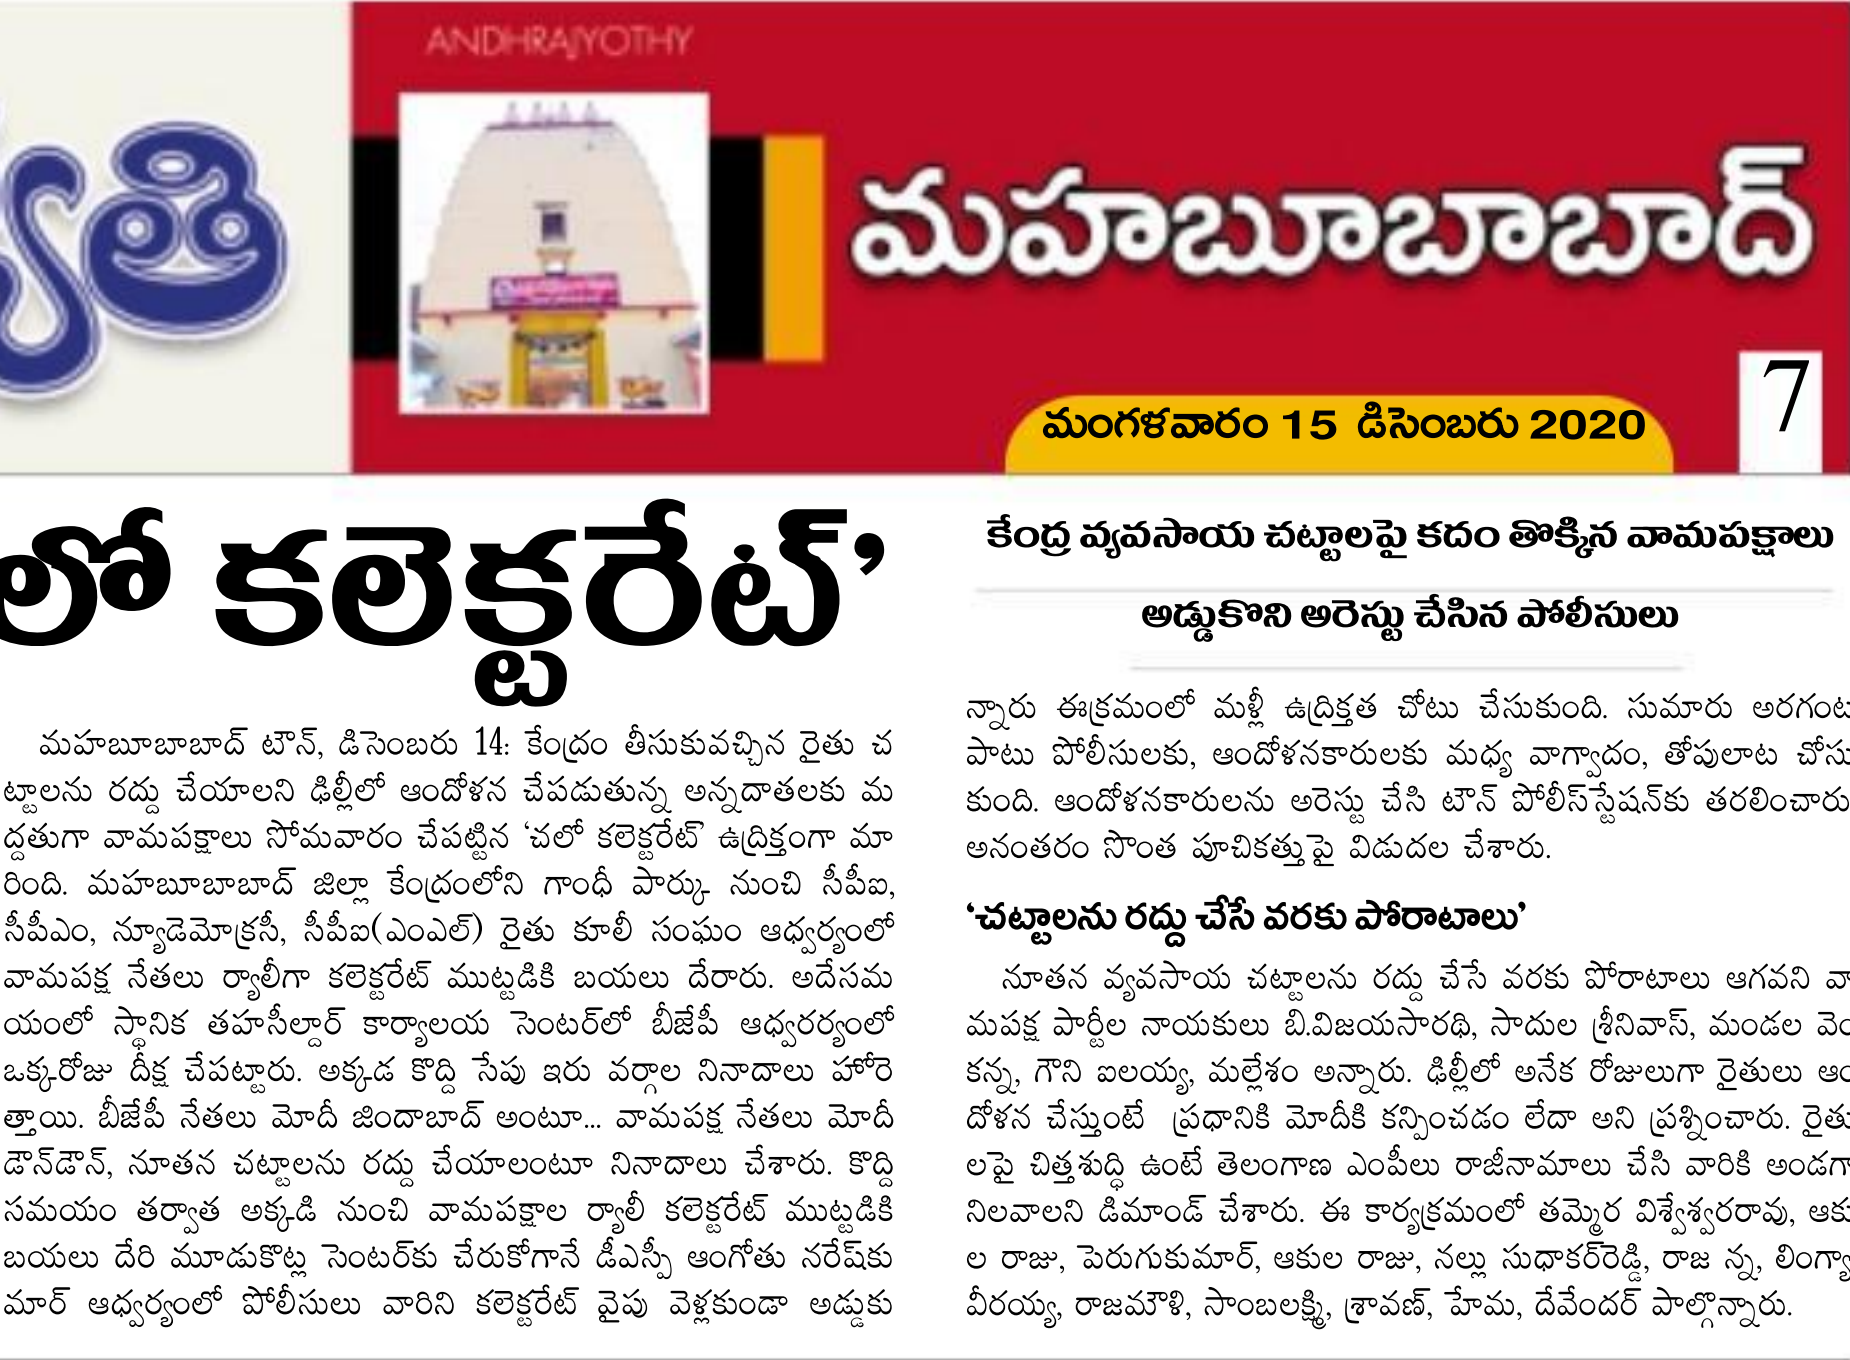 ANDHRAJYOTHY
మహబూబాబాద్
7
మంగళవారం 15 డిసెంబరు 2020
లో కలెక్టరేట్’
మహబూబాబాద్ టౌన్, డిసెంబరు 14: కేంద్రం తీసుకువచ్చిన రైతు చ
ట్టాలను రద్దు చేయాలని ఢిల్లీలో ఆందోళన చేపడుతున్న అన్నదాతలకు మ
ద్దతుగా వామపక్షాలు సోమవారం చేపట్టిన ‘చలో కలెక్టరేట్’ ఉద్రిక్తంగా మా
రింది. మహబూబాబాద్ జిల్లా కేంద్రంలోని గాంధీ పార్కు నుంచి సీపీఐ,
సీపీఎం, న్యూడెమోక్రసీ, సీపీఐ(ఎంఎల్) రైతు కూలీ సంఘం ఆధ్వర్యంలో
వామపక్ష నేతలు ర్యాలీగా కలెక్టరేట్ ముట్టడికి బయలు దేరారు. అదేసమ
యంలో స్థానిక తహసీల్దార్ కార్యాలయ సెంటర్‌లో బీజేపీ ఆధ్వరర్యంలో
ఒక్కరోజు దీక్ష చేపట్టారు. అక్కడ కొద్ది సేపు ఇరు వర్గాల నినాదాలు హోరె
త్తాయి. బీజేపీ నేతలు మోదీ జిందాబాద్ అంటూ... వామపక్ష నేతలు మోదీ
డౌన్‌డౌన్, నూతన చట్టాలను రద్దు చేయాలంటూ నినాదాలు చేశారు. కొద్ది
సమయం తర్వాత అక్కడి నుంచి వామపక్షాల ర్యాలీ కలెక్టరేట్ ముట్టడికి
బయలు దేరి మూడుకొట్ల సెంటర్‌కు చేరుకోగానే డీఎస్పీ ఆంగోతు నరేష్‌కు
మార్ ఆధ్వర్యంలో పోలీసులు వారిని కలెక్టరేట్ వైపు వెళ్లకుండా అడ్డుకు
కేంద్ర వ్యవసాయ చట్టాలపై కదం తొక్కిన వామపక్షాలు
అడ్డుకొని అరెస్టు చేసిన పోలీసులు
న్నారు ఈక్రమంలో మళ్లీ ఉద్రిక్తత చోటు చేసుకుంది. సుమారు అరగంట
పాటు పోలీసులకు, ఆందోళనకారులకు మధ్య వాగ్వాదం, తోపులాట చోసు
కుంది. ఆందోళనకారులను అరెస్టు చేసి టౌన్ పోలీస్‌స్టేషన్‌కు తరలించారు
అనంతరం సొంత పూచికత్తుపై విడుదల చేశారు.
‘చట్టాలను రద్దు చేసే వరకు పోరాటాలు’
నూతన వ్యవసాయ చట్టాలను రద్దు చేసే వరకు పోరాటాలు ఆగవని వా
మపక్ష పార్టీల నాయకులు బి.విజయసారథి, సాదుల శ్రీనివాస్, మండల వెం
కన్న, గౌని ఐలయ్య, మల్లేశం అన్నారు. ఢిల్లీలో అనేక రోజులుగా రైతులు ఆం
దోళన చేస్తుంటే ప్రధానికి మోదీకి కన్పించడం లేదా అని ప్రశ్నించారు. రైతు
లపై చిత్తశుద్ధి ఉంటే తెలంగాణ ఎంపీలు రాజీనామాలు చేసి వారికి అండగా
నిలవాలని డిమాండ్ చేశారు. ఈ కార్యక్రమంలో తమ్మెర విశ్వేశ్వరరావు, ఆకు
ల రాజు, పెరుగుకుమార్, ఆకుల రాజు, నల్లు సుధాకర్‌రెడ్డి, రాజ న్న, లింగ్యా
వీరయ్య, రాజమౌళి, సాంబలక్ష్మి, శ్రావణ్, హేమ, దేవేందర్ పాల్గొన్నారు.